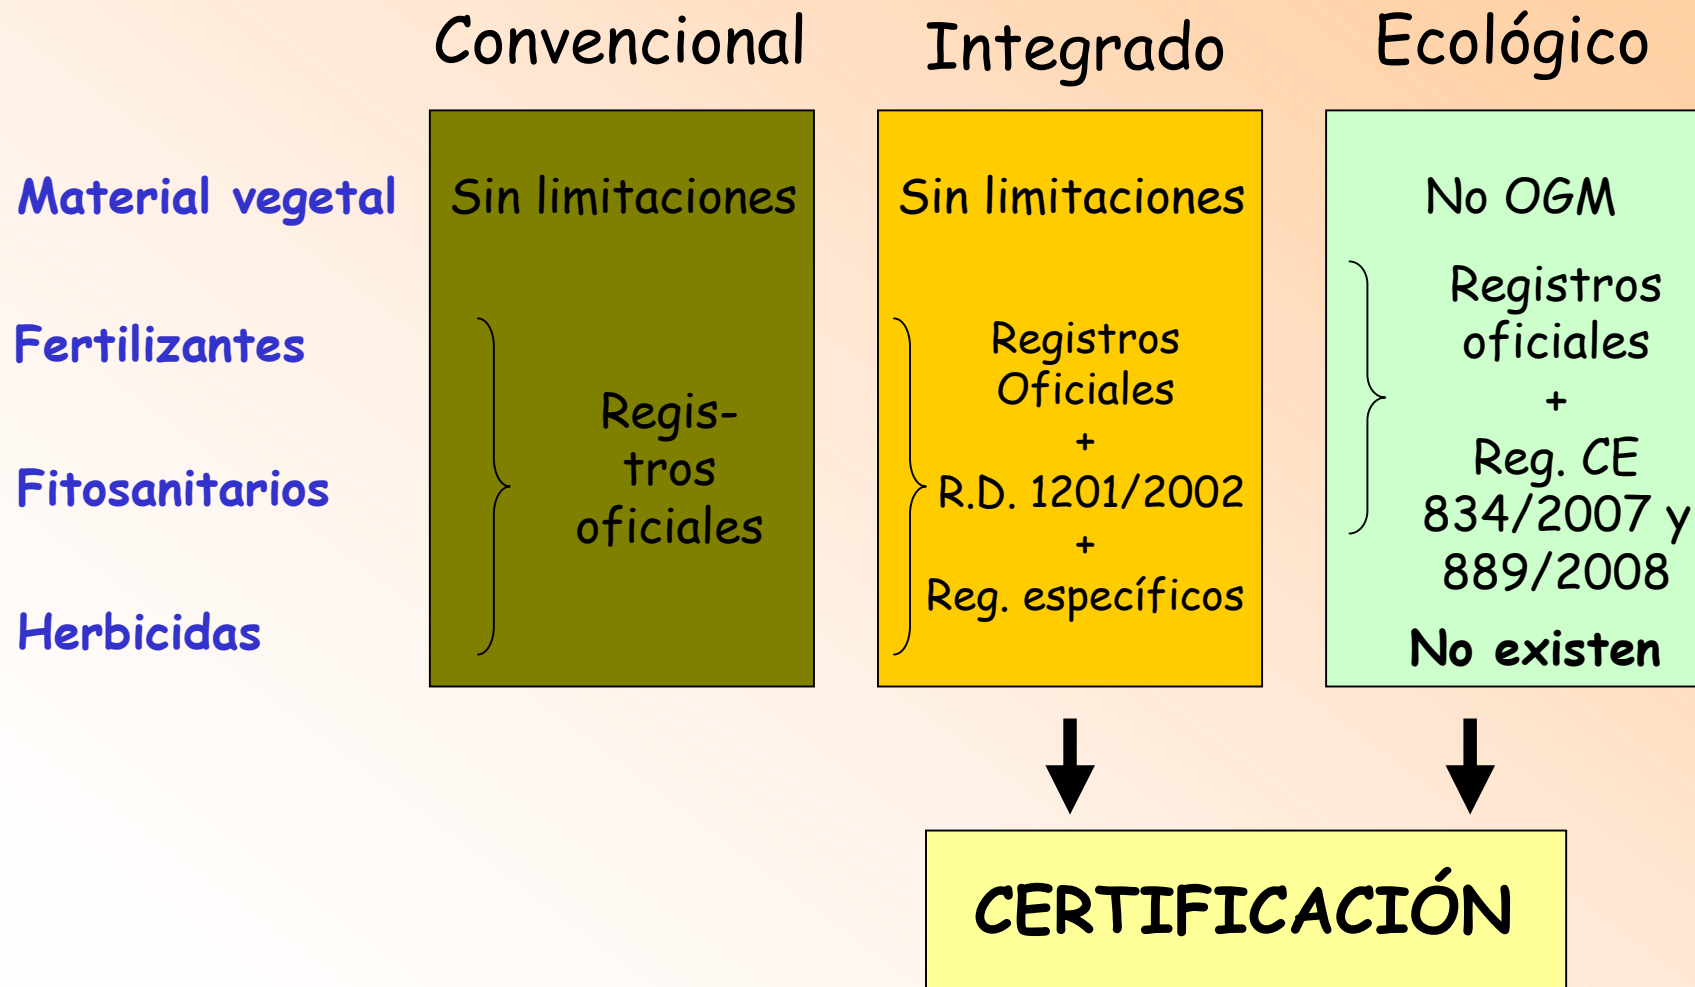 Convencional
Integrado
Ecológico
Material vegetal
Sin limitaciones
Sin limitaciones
No OGM
Fertilizantes
Fitosanitarios
Herbicidas
Regis-
tros
oficiales
Registros
Oficiales
+
R.D. 1201/2002
+
Reg. específicos
Registros
oficiales
+
Reg. CE
834/2007 y
889/2008
No existen
CERTIFICACIÓN